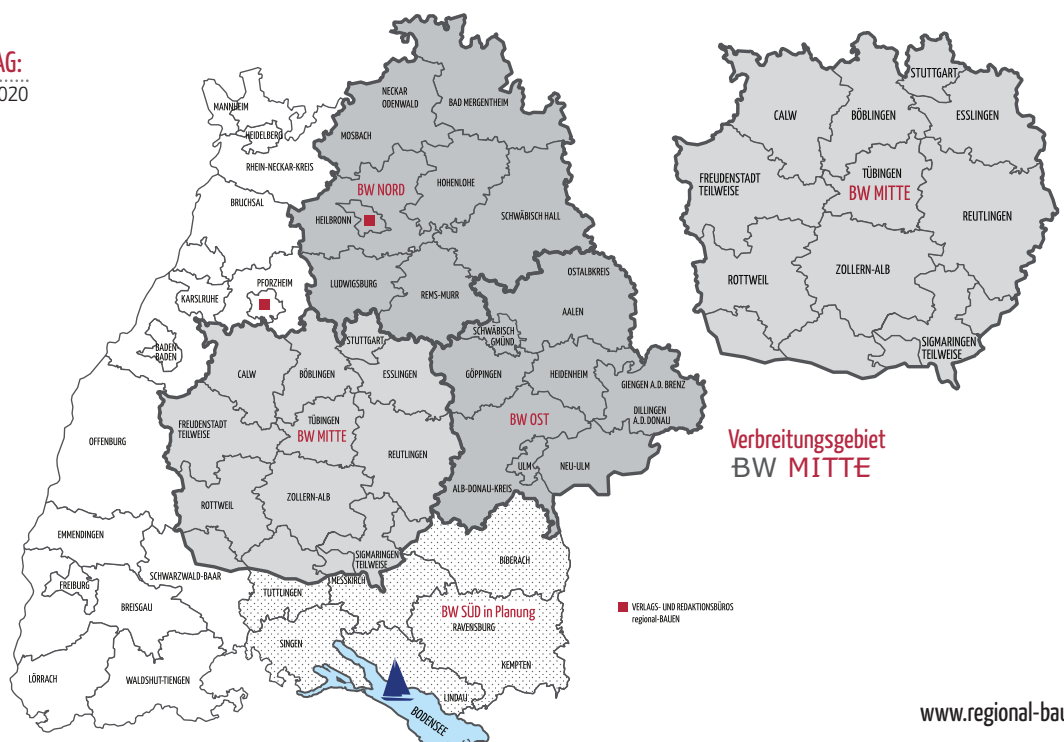 AG:
020
MANNHEIM
HEIDELBERG
RHEIN-NECKAR-KREIS
BRUCHSAL
KARSLRUHE
PFORZHEIM
BADEN
BADEN
OFFENBURG
EMMENDINGEN
FREIBURG
SCHWARZWALD-BAAR
BREISGAU
LÖRRACH
WALDSHUT-TIENGEN
NECKAR
ODENWALD
BAD MERGENTHEIM
MOSBACH
BW NORD
HOHENLOHE
HEILBRONN
SCHWÄBISCH HALL
LUDWIGSBURG
REMS-MURR
OSTALBKREIS
AALEN
SCHWÄBISCH
GMÜND
GÖPPINGEN
HEIDENHEIM
GIENGEN A.D. BRENZ
DILLINGEN
A.D.DONAU
BW OST
ULM
NEU-ULM
ALB-DONAU-KREIS
STUTTGART
CALW
BÖBLINGEN
ESSLINGEN
FREUDENSTADT
TEILWEISE
TÜBINGEN
BW MITTE
REUTLINGEN
ROTTWEIL
ZOLLERN-ALB
SIGMARINGEN
TEILWEISE
MESSKIRCH
TUTTLINGEN
BIBERACH
BW SÜD in Planung
RAVENSBURG
SINGEN
KEMPTEN
LINDAU
BODENSEE
STUTTGART
CALW
BÖBLINGEN
ESSLINGEN
FREUDENSTADT
TEILWEISE
TÜBINGEN
BW MITTE
REUTLINGEN
ROTTWEIL
ZOLLERN-ALB
SIGMARINGEN
TEILWEISE
Verbreitungsgebiet
BW MITTE
VERLAGS- UND REDAKTIONSBÜROS
regional-BAUEN
www.regional-bau